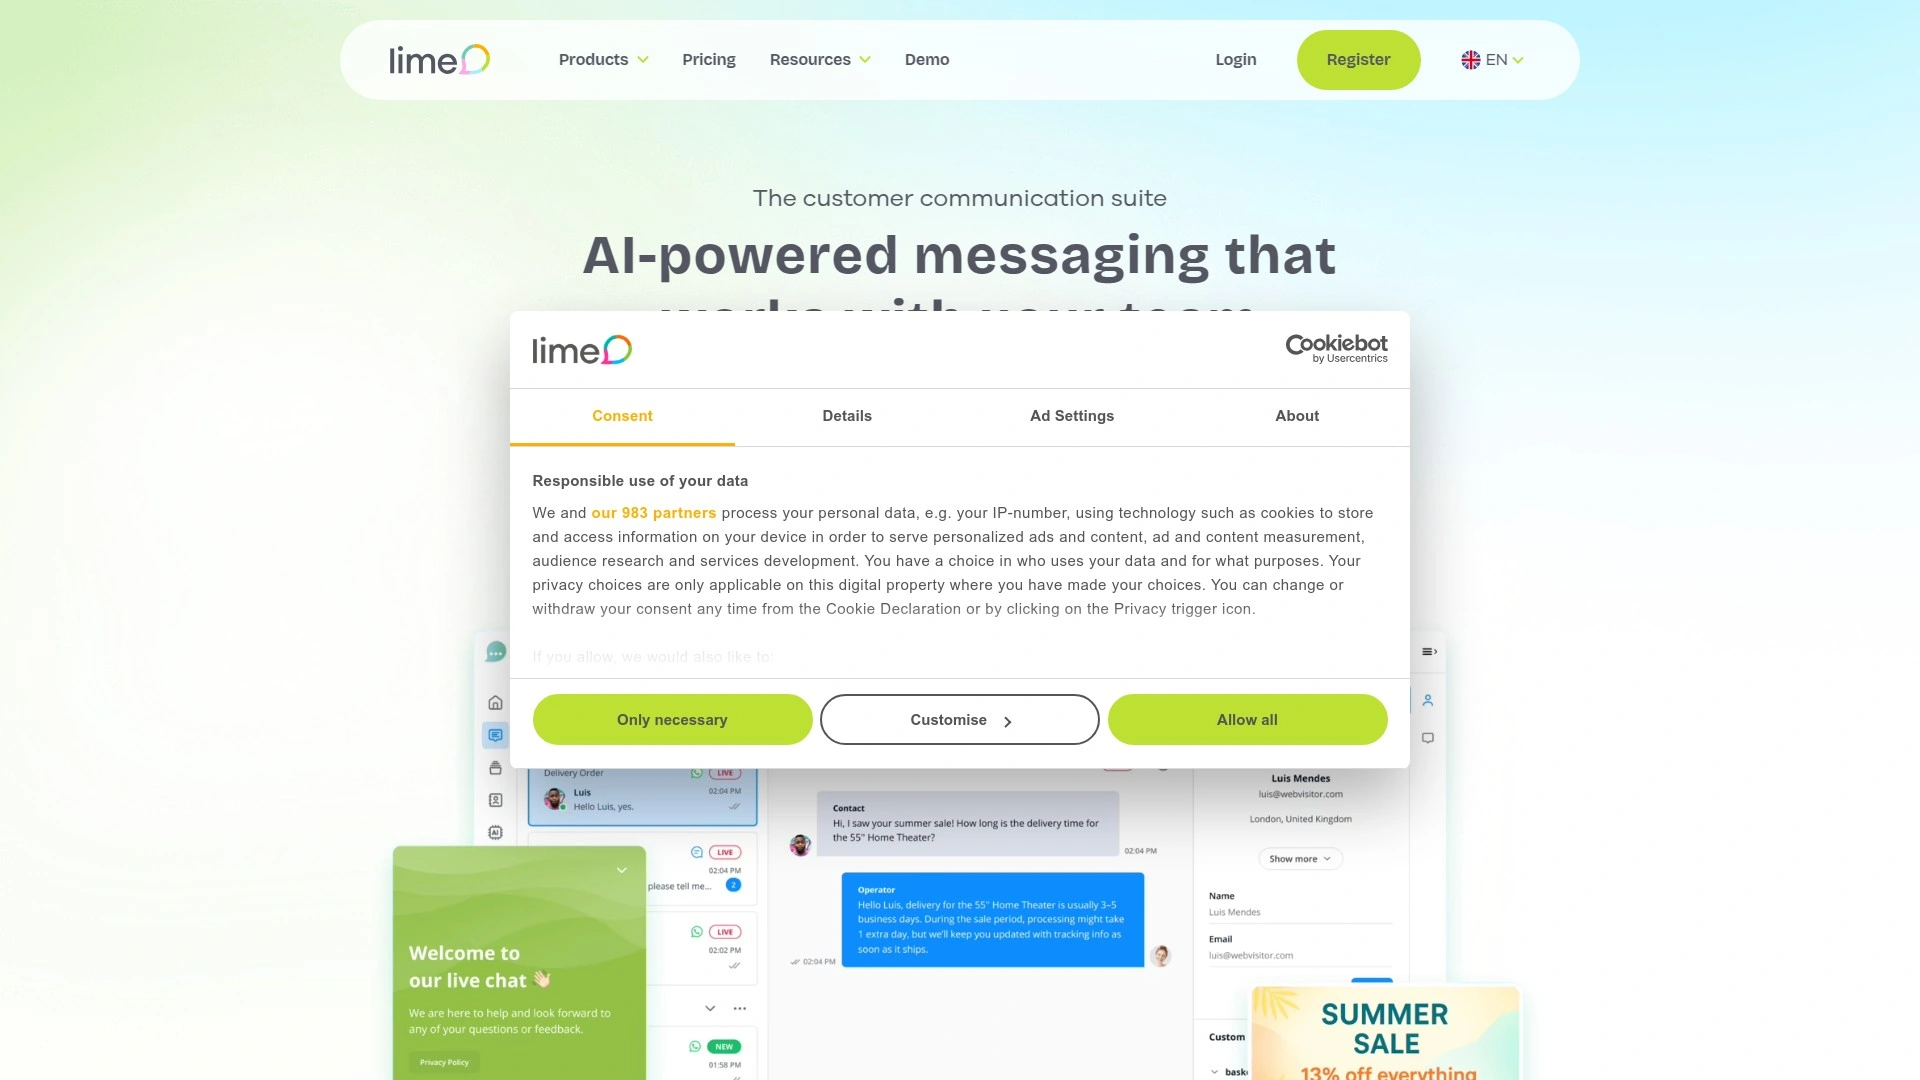 lime
Products
Pricing
Resources
Demo
Login
Register
EN
The customer communication suite
AI-powered messaging that
works with your team
lime
Cookiebot
by Usercentrics
Consent
Details
Ad Settings
About
Responsible use of your data
We and our 983 partners process your personal data, e.g. your IP-number, using technology such as cookies to store
and access information on your device in order to serve personalized ads and content, ad and content measurement,
audience research and services development. You have a choice in who uses your data and for what purposes. Your
privacy choices are only applicable on this digital property where you have made your choices. You can change or
withdraw your consent any time from the Cookie Declaration or by clicking on the Privacy trigger icon.
If you allow, we would also like to:
Only necessary
Customise
Allow all
Delivery Order
LIVE
Luis
02:04 PM
Hello Luis, yes.
LIVE
02:04 PM
please tell me...
2
LIVE
02:02 PM
NEW
01:58 PM
AI
Contact
Hi, I saw your summer sale! How long is the delivery time for
the 55" Home Theater?
02:04 PM
Operator
Hello Luis, delivery for the 55" Home Theater is usually 3–5
business days. During the sale period, processing might take
1 extra day, but we'll keep you updated with tracking info as
soon as it ships.
02:04 PM
Luis Mendes
luis@webvisitor.com
London, United Kingdom
Show more
Name
Luis Mendes
Email
luis@webvisitor.com
Custom
bask
Welcome to
our live chat 👋🏻
We are here to help and look forward to
any of your questions or feedback.
Privacy Policy
SUMMER
SALE
13% off everything